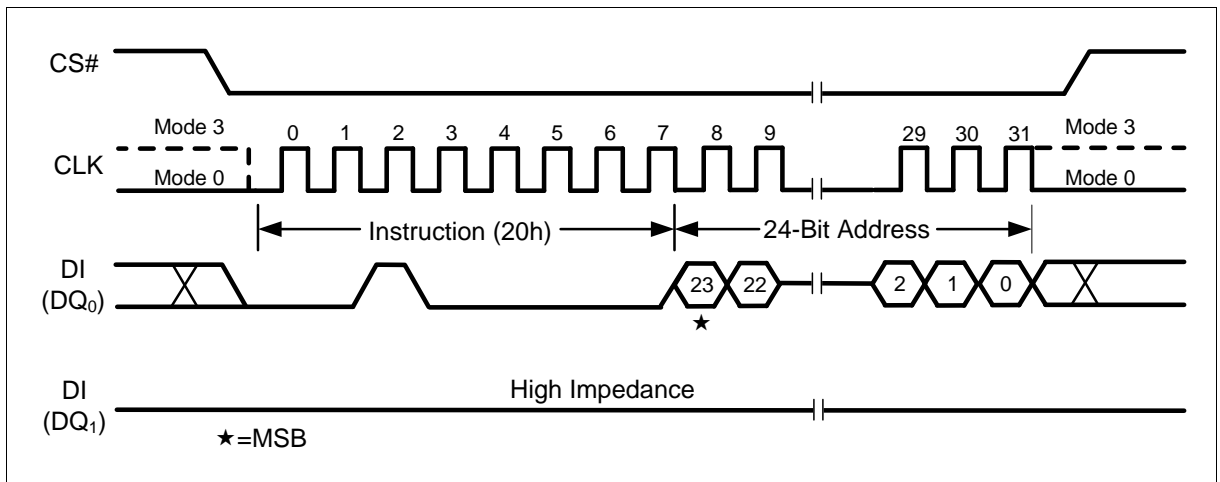 CS#
Mode 3
0 1 2 3 4 5 6 7 8 9 29 30 31
Mode 3
CLK
Mode 0
Mode 0
Instruction (20h)
24-Bit Address
DI
(DQ₀)
23 22 2 1 0
★
DI
(DQ₁)
High Impedance
★=MSB